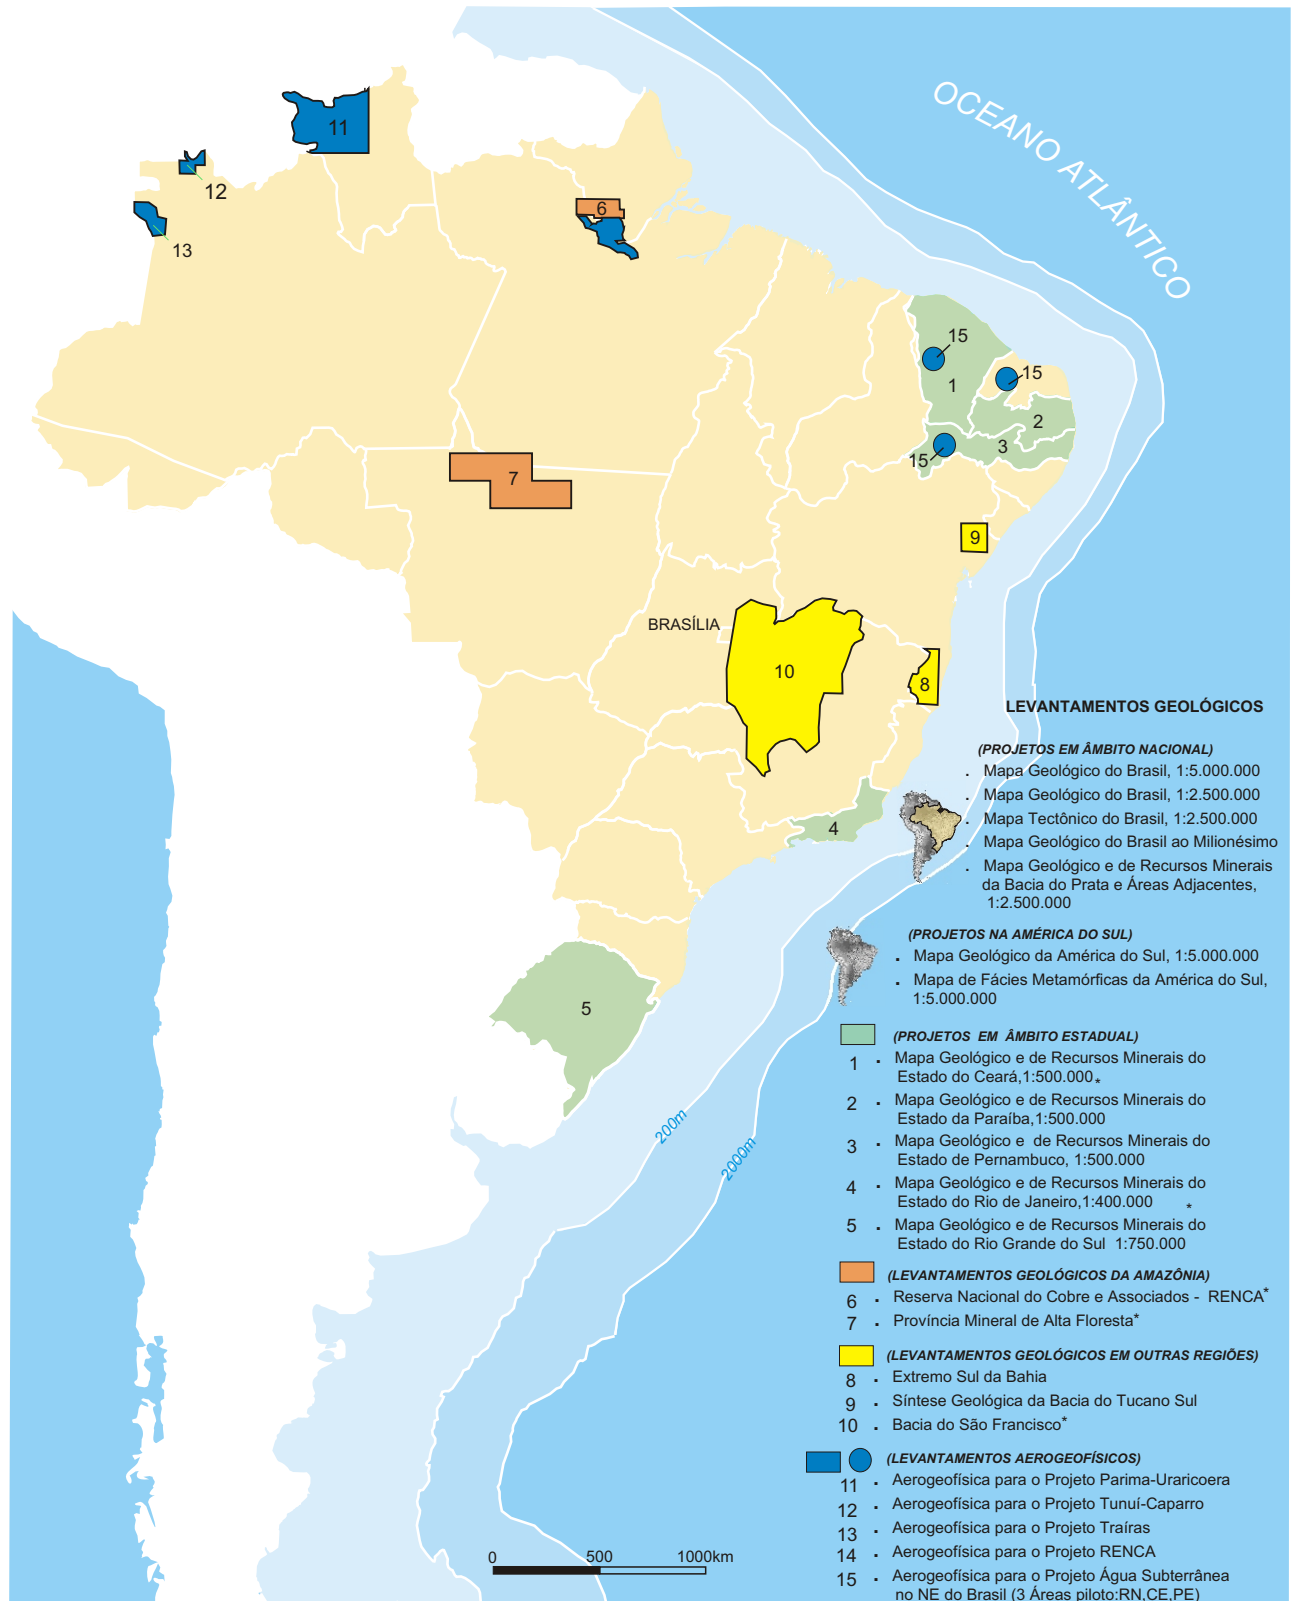 OCEANO ATLÂNTICO
11
12
13
6
15
1
15
2
3
15
7
9
BRASÍLIA
10
8
4
5
200m
2000m
0 500 1000km
LEVANTAMENTOS GEOLÓGICOS
(PROJETOS EM ÂMBITO NACIONAL)
. Mapa Geológico do Brasil, 1:5.000.000
. Mapa Geológico do Brasil, 1:2.500.000
. Mapa Tectônico do Brasil, 1:2.500.000
. Mapa Geológico do Brasil ao Milionésimo
. Mapa Geológico e de Recursos Minerais
da Bacia do Prata e Áreas Adjacentes,
1:2.500.000
(PROJETOS NA AMÉRICA DO SUL)
. Mapa Geológico da América do Sul, 1:5.000.000
. Mapa de Fácies Metamórficas da América do Sul,
1:5.000.000
(PROJETOS EM ÂMBITO ESTADUAL)
1 . Mapa Geológico e de Recursos Minerais do
Estado do Ceará,1:500.000*
2 . Mapa Geológico e de Recursos Minerais do
Estado da Paraíba,1:500.000
3 . Mapa Geológico e de Recursos Minerais do
Estado de Pernambuco, 1:500.000
4 . Mapa Geológico e de Recursos Minerais do
Estado do Rio de Janeiro,1:400.000 *
5 . Mapa Geológico e de Recursos Minerais do
Estado do Rio Grande do Sul 1:750.000
(LEVANTAMENTOS GEOLÓGICOS DA AMAZÔNIA)
6 . Reserva Nacional do Cobre e Associados - RENCA*
7 . Província Mineral de Alta Floresta*
(LEVANTAMENTOS GEOLÓGICOS EM OUTRAS REGIÕES)
8 . Extremo Sul da Bahia
9 . Síntese Geológica da Bacia do Tucano Sul
10 . Bacia do São Francisco*
(LEVANTAMENTOS AEROGEOFÍSICOS)
11 . Aerogeofísica para o Projeto Parima-Uraricoera
12 . Aerogeofísica para o Projeto Tunuí-Caparro
13 . Aerogeofísica para o Projeto Traíras
14 . Aerogeofísica para o Projeto RENCA
15 . Aerogeofísica para o Projeto Água Subterrânea
no NE do Brasil (3 Áreas piloto:RN,CE,PE)